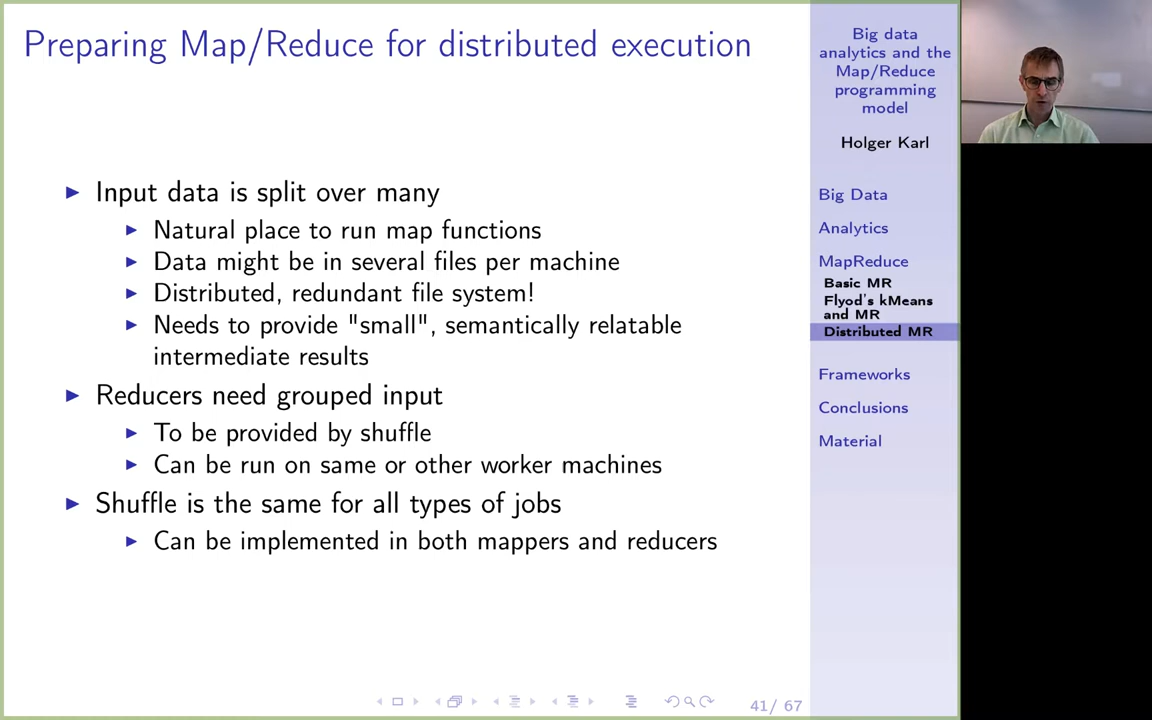 Preparing Map/Reduce for distributed execution
Input data is split over many
Natural place to run map functions
Data might be in several files per machine
Distributed, redundant file system!
Needs to provide "small", semantically relatable
intermediate results
Reducers need grouped input
To be provided by shuffle
Can be run on same or other worker machines
Shuffle is the same for all types of jobs
Can be implemented in both mappers and reducers
41/ 67
Big data
analytics and the
Map/Reduce
programming
model
Holger Karl
Big Data
Analytics
MapReduce
Basic MR
Flyod's kMeans
and MR
Distributed MR
Frameworks
Conclusions
Material